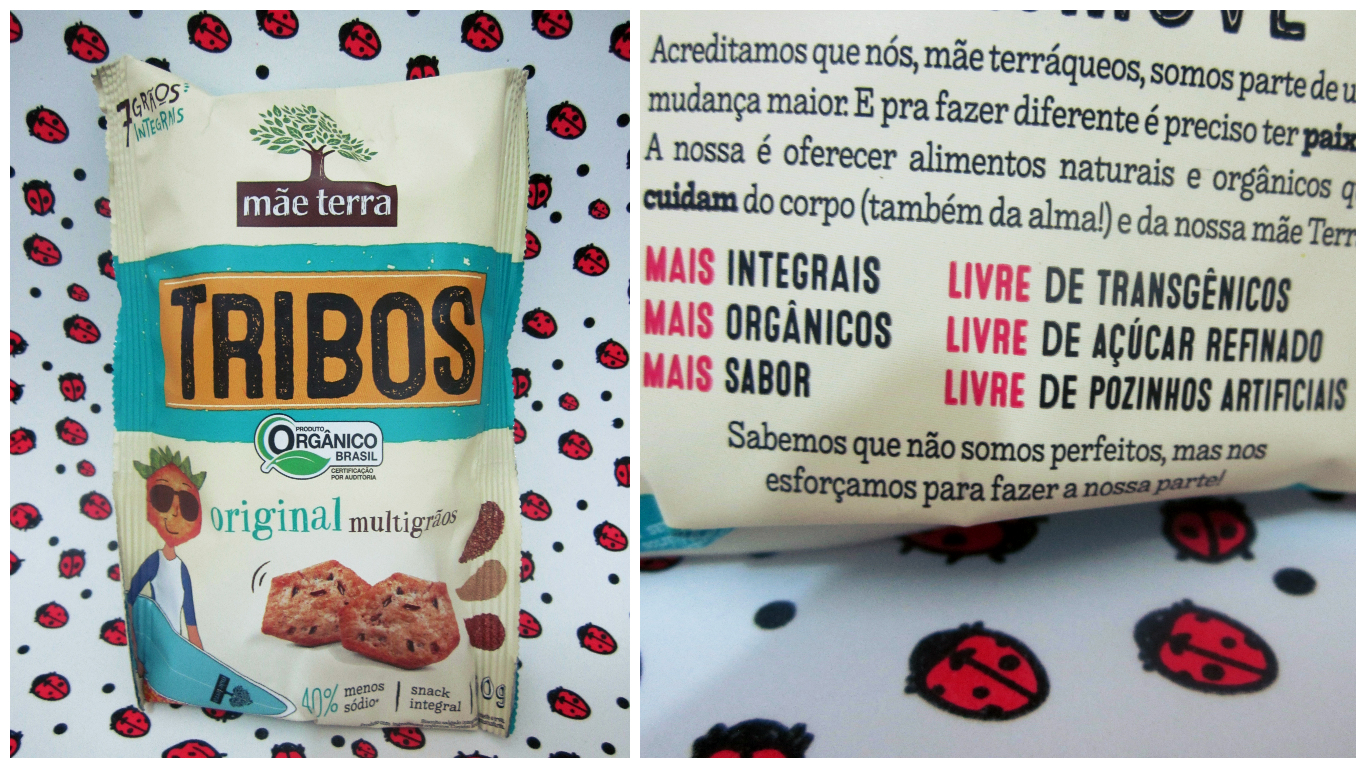 7 GRÃOS
INTEGRAIS
mãe terra
TRIBOS
PRODUTO
ORGÂNICO
BRASIL
CERTIFICAÇÃO
POR AUDITORIA
original multigrãos
40% menos
sódio*
snack
integral
0g
Acreditamos que nós, mãe terráqueos, somos parte de
mudança maior. E pra fazer diferente é preciso ter
A nossa é oferecer alimentos naturais e orgânicos
cuidam do corpo (também da alma!) e da nossa mãe
MAIS INTEGRAIS
MAIS ORGÂNICOS
MAIS SABOR
LIVRE DE TRANSGÊNICOS
LIVRE DE AÇÚCAR REFINADO
LIVRE DE POZINHOS ARTIFICIAIS
Sabemos que não somos perfeitos, mas nos
esforçamos para fazer a nossa parte!